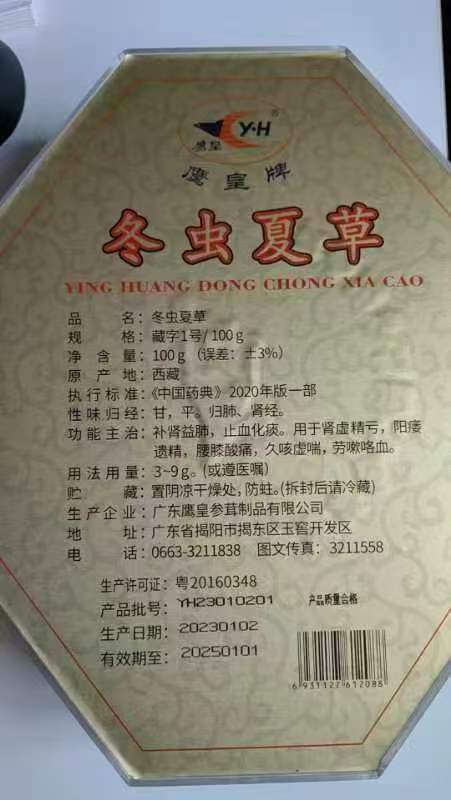 Y·H
®
鹰皇
鹰皇牌
冬虫夏草
YING HUANG DONG CHONG XIA CAO
品名：冬虫夏草
规格：藏字1号/100g
净含量：100g（误差：±3%）
原产地：西藏
执行标准：《中国药典》2020年版一部
性味归经：甘，平。归肺、肾经。
功能主治：补肾益肺，止血化痰。用于肾虚精亏，阳痿
遗精，腰膝酸痛，久咳虚喘，劳嗽咯血。
用法用量：3~9g。(或遵医嘱)
贮藏：置阴凉干燥处，防蛀。(拆封后请冷藏)
生产企业：广东鹰皇参茸制品有限公司
地址：广东省揭阳市揭东区玉窖开发区
电话：0663-3211838 图文传真：3211558
生产许可证：粤20160348
产品批号：YH23010201 产品质量合格
生产日期：20230102
有效期至：20250101
6931127612088